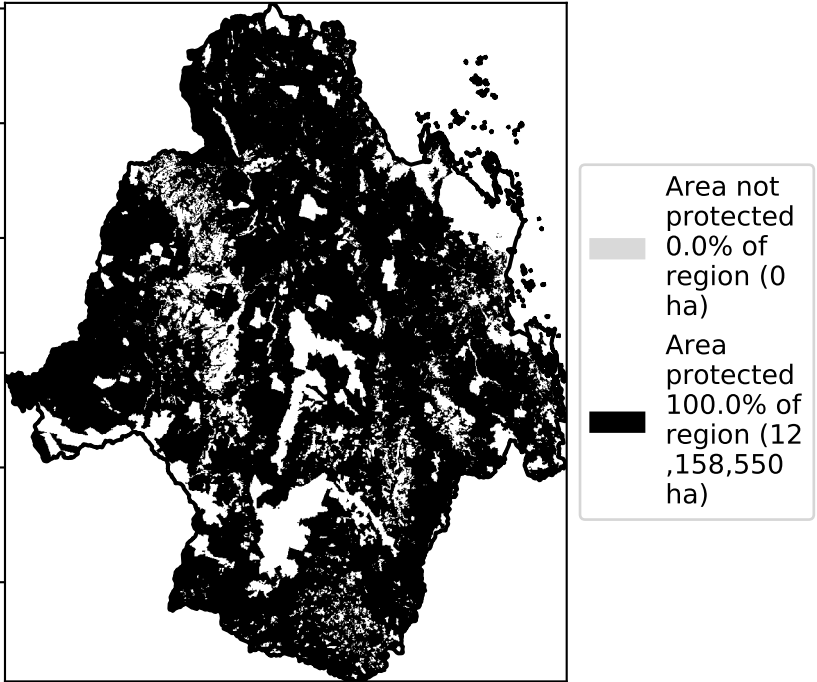 Area not
protected
0.0% of
region (0
ha)
Area
protected
100.0% of
region (12
,158,550
ha)